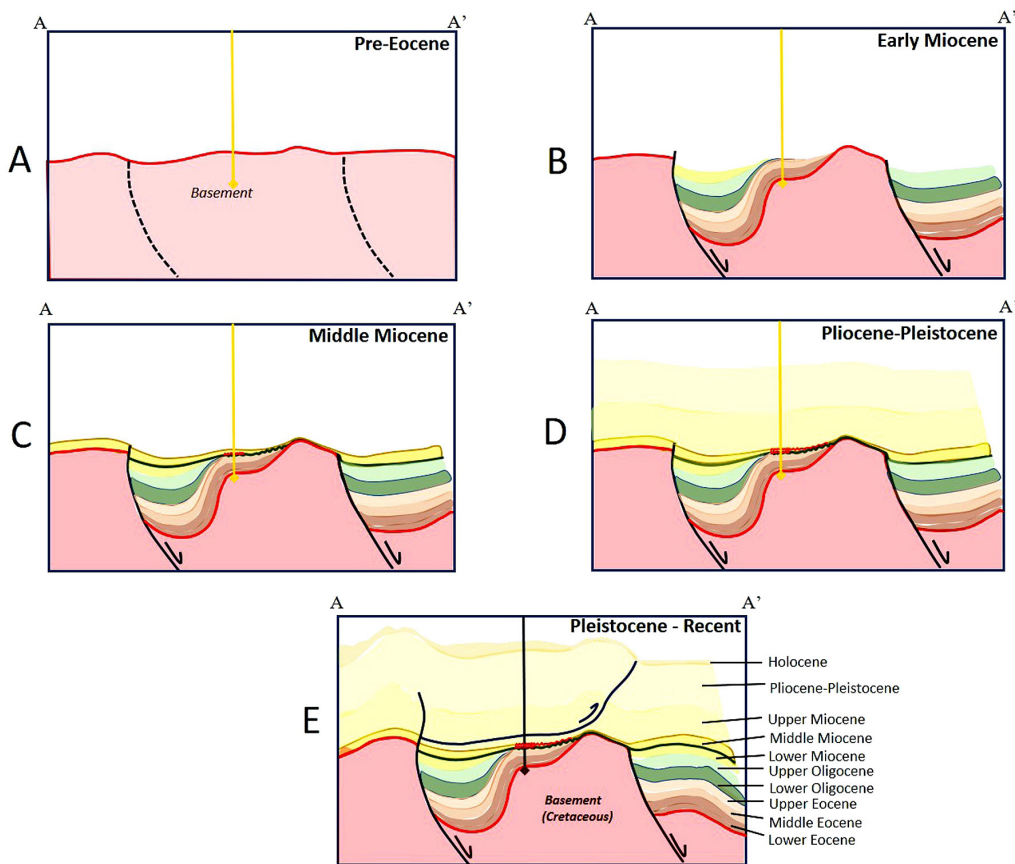 A A’
Pre-Eocene
A
Basement
A A’
Early Miocene
B
A A’
Middle Miocene
C
A A’
Pliocene-Pleistocene
D
A A’
Pleistocene - Recent
E
Holocene
Pliocene-Pleistocene
Upper Miocene
Middle Miocene
Lower Miocene
Upper Oligocene
Lower Oligocene
Upper Eocene
Middle Eocene
Lower Eocene
Basement
(Cretaceous)